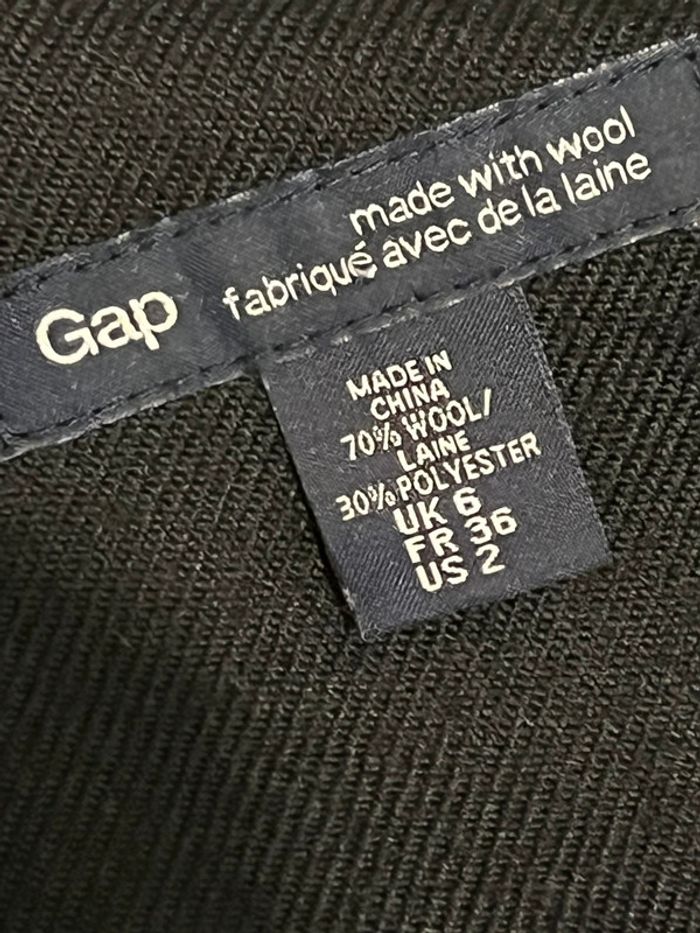 Gap
made with wool
fabriqué avec de la laine
MADE IN
CHINA
70% WOOL/
LAINE
30% POLYESTER
UK 6
FR 36
US 2